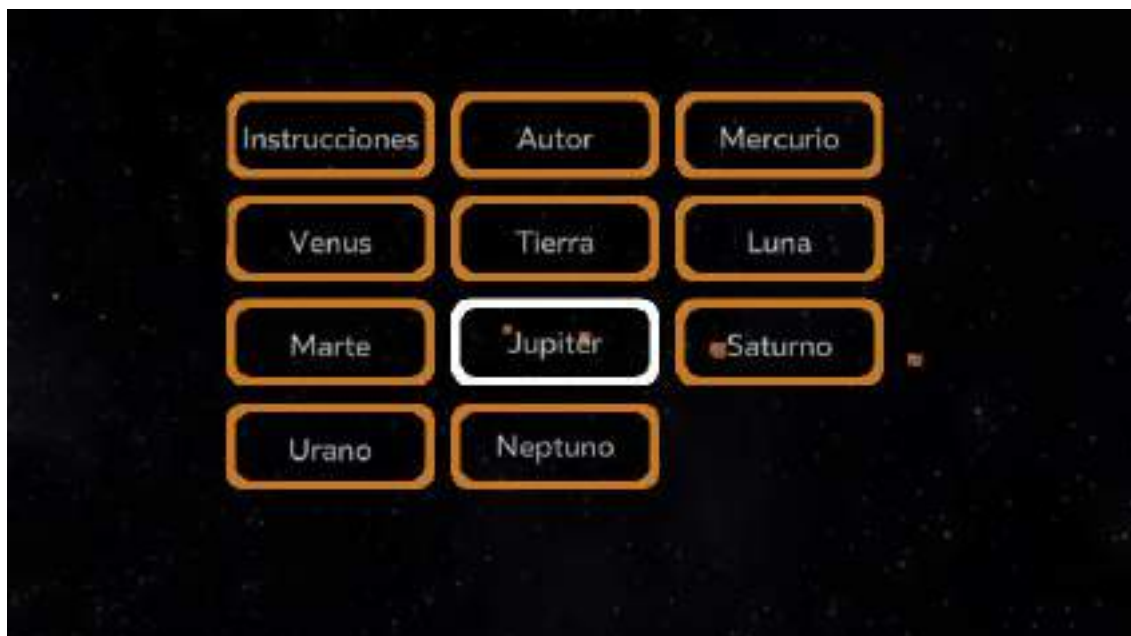 Instrucciones
Autor
Mercurio
Venus
Tierra
Luna
Marte
Jupiter
Saturno
Urano
Neptuno